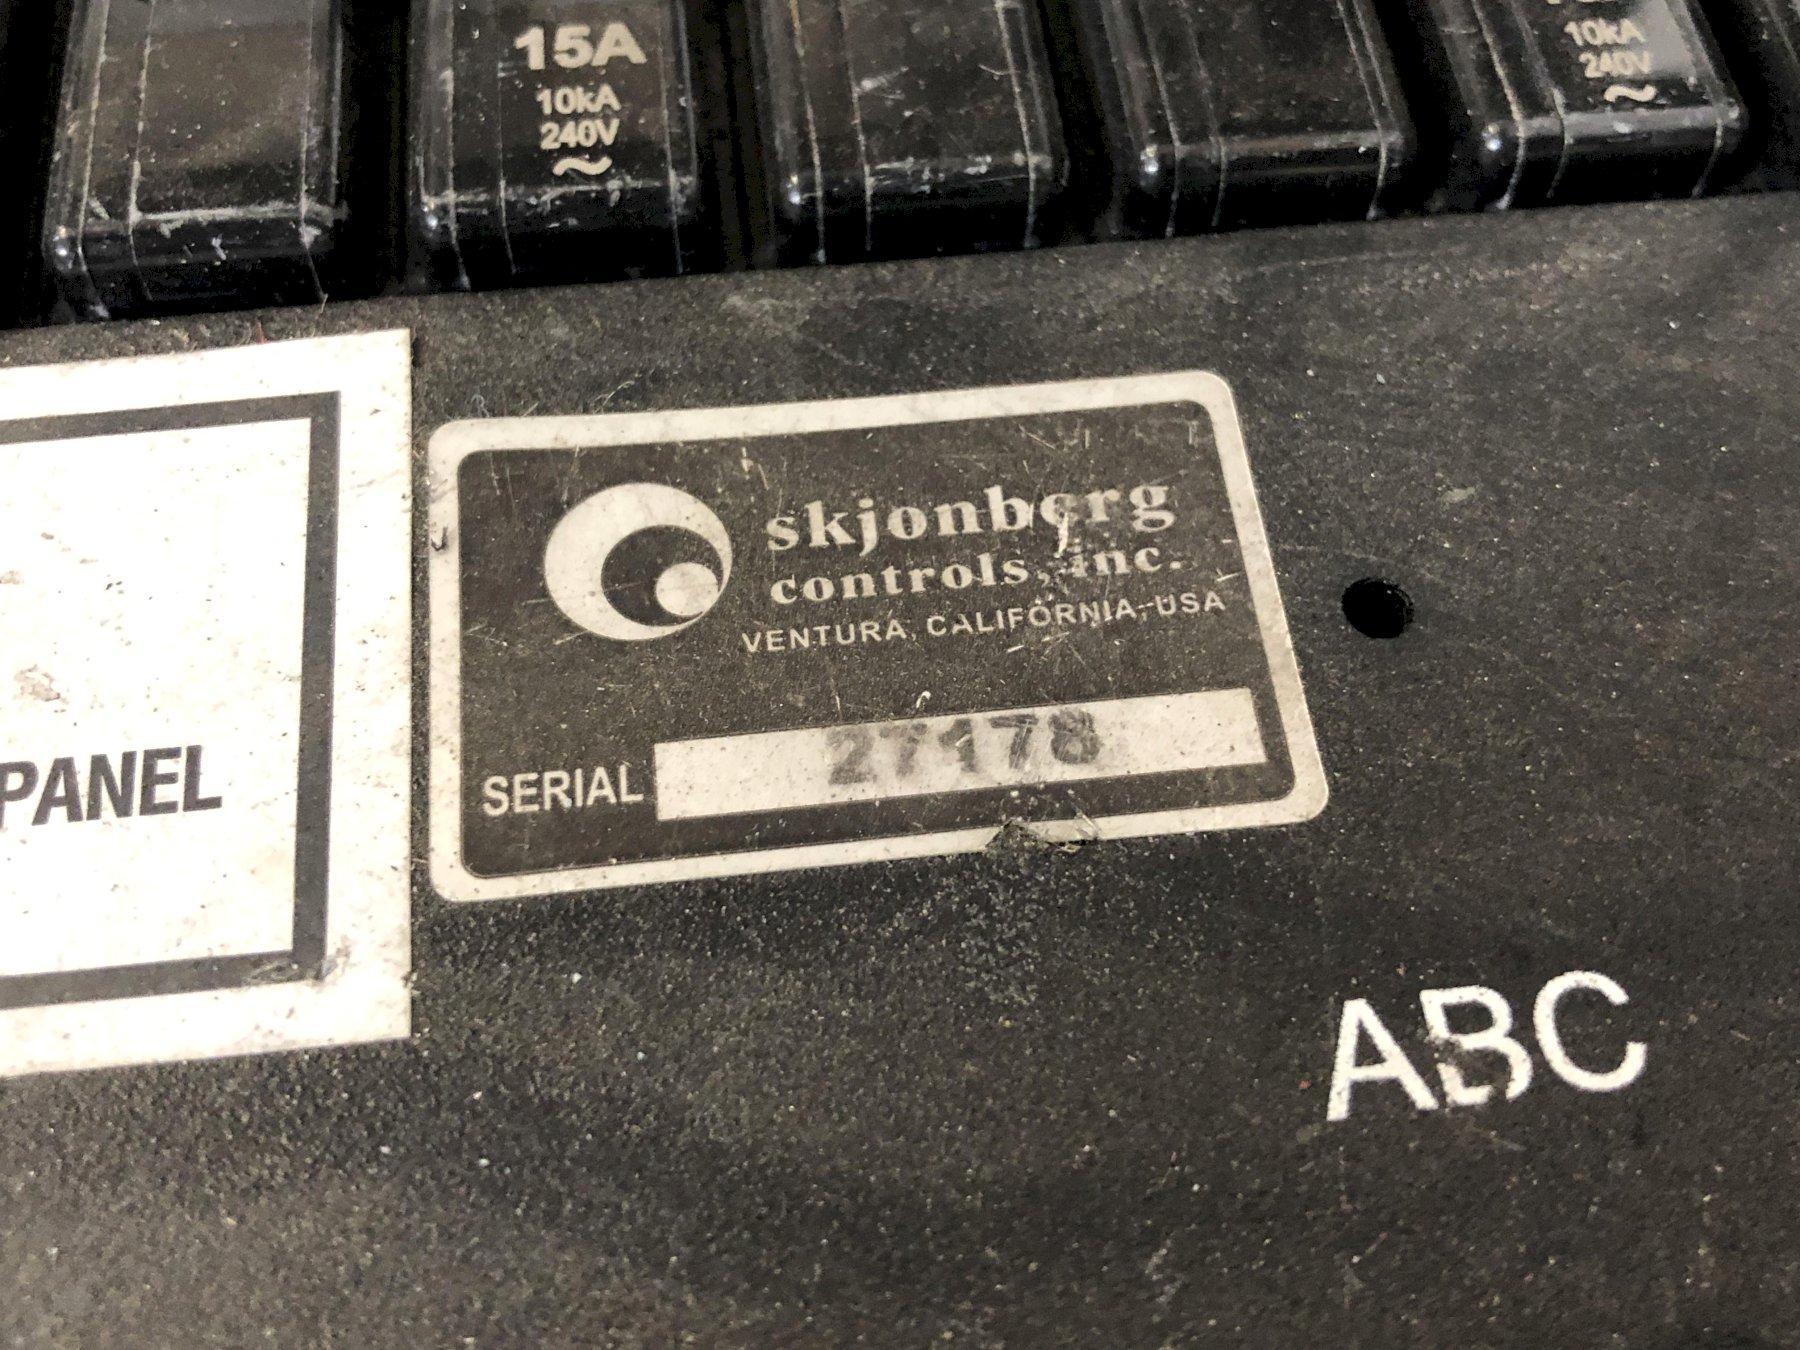 15A
10kA
240V
~
10kA
240V
~
skjonberg
controls, inc.
VENTURA, CALIFORNIA, USA
SERIAL 27178
PANEL
ABC